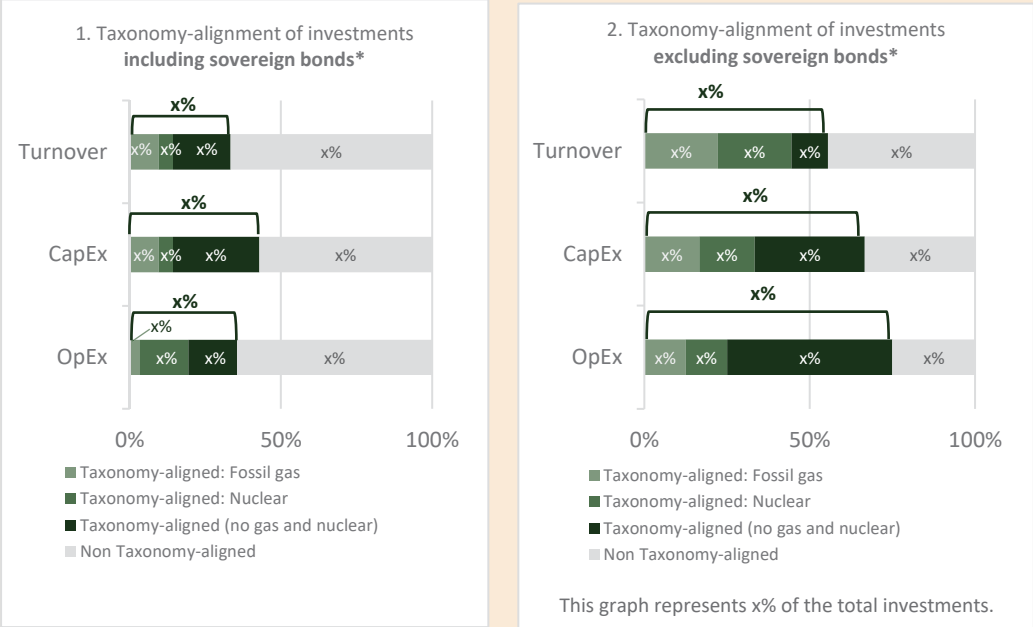 1. Taxonomy-alignment of investments
including sovereign bonds*
x%
Turnover
x% x% x% x%
x%
CapEx
x% x% x% x%
x%
x%
OpEx
x% x% x%
0% 50% 100%
Taxonomy-aligned: Fossil gas
Taxonomy-aligned: Nuclear
Taxonomy-aligned (no gas and nuclear)
Non Taxonomy-aligned
2. Taxonomy-alignment of investments
excluding sovereign bonds*
x%
Turnover
x% x% x% x%
x%
CapEx
x% x% x% x%
x%
OpEx
x% x% x% x%
0% 50% 100%
Taxonomy-aligned: Fossil gas
Taxonomy-aligned: Nuclear
Taxonomy-aligned (no gas and nuclear)
Non Taxonomy-aligned
This graph represents x% of the total investments.